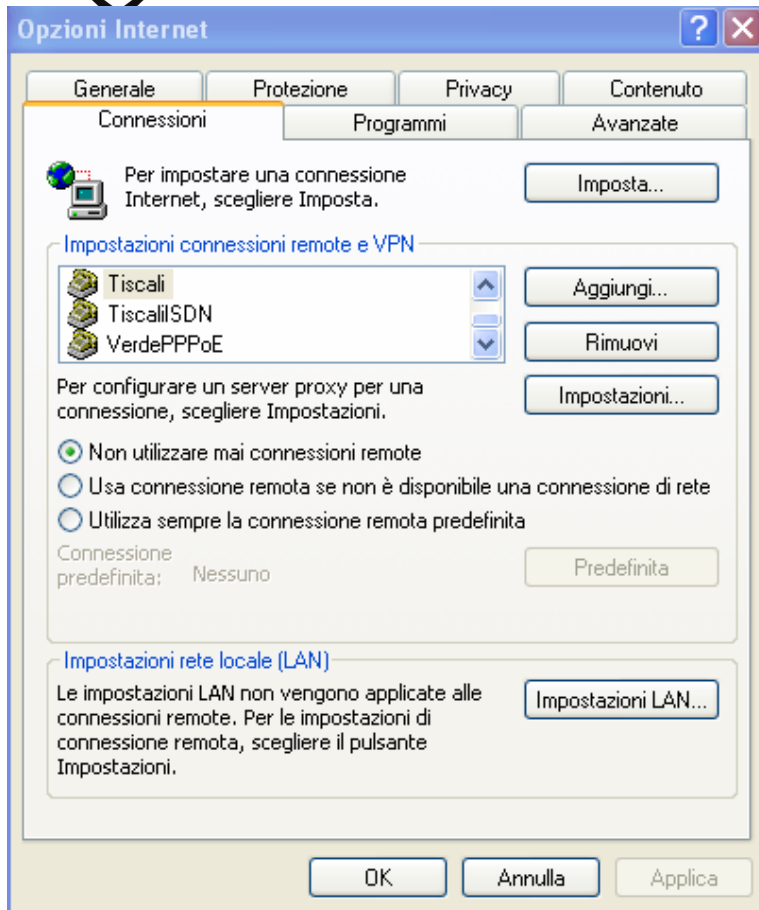 Opzioni Internet
Generale
Protezione
Privacy
Contenuto
Connessioni
Programmi
Avanzate
Per impostare una connessione
Internet, scegliere Imposta.
Imposta...
Impostazioni connessioni remote e VPN
Tiscali
TiscaliISDN
VerdePPPoE
Aggiungi...
Rimuovi
Per configurare un server proxy per una
connessione, scegliere Impostazioni.
Impostazioni...
Non utilizzare mai connessioni remote
Usa connessione remota se non è disponibile una connessione di rete
Utilizza sempre la connessione remota predefinita
Connessione
predefinita: Nessuno
Predefinita
Impostazioni rete locale (LAN)
Le impostazioni LAN non vengono applicate alle
connessioni remote. Per le impostazioni di
connessione remota, scegliere il pulsante
Impostazioni.
Impostazioni LAN...
OK
Annulla
Applica